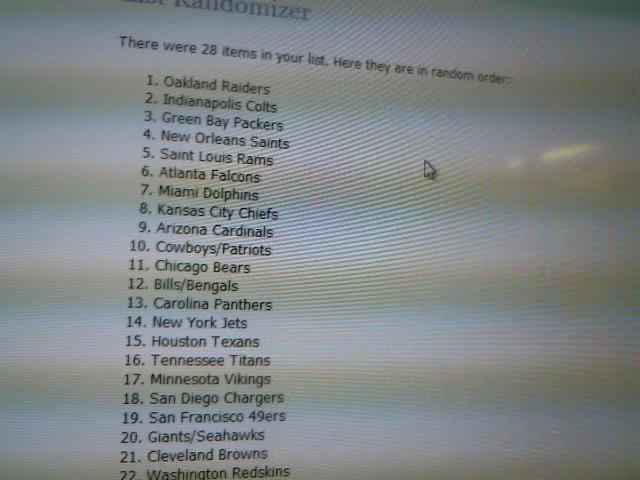 List Randomizer
There were 28 items in your list. Here they are in random order:
1. Oakland Raiders
2. Indianapolis Colts
3. Green Bay Packers
4. New Orleans Saints
5. Saint Louis Rams
6. Atlanta Falcons
7. Miami Dolphins
8. Kansas City Chiefs
9. Arizona Cardinals
10. Cowboys/Patriots
11. Chicago Bears
12. Bills/Bengals
13. Carolina Panthers
14. New York Jets
15. Houston Texans
16. Tennessee Titans
17. Minnesota Vikings
18. San Diego Chargers
19. San Francisco 49ers
20. Giants/Seahawks
21. Cleveland Browns
22. Washington Redskins